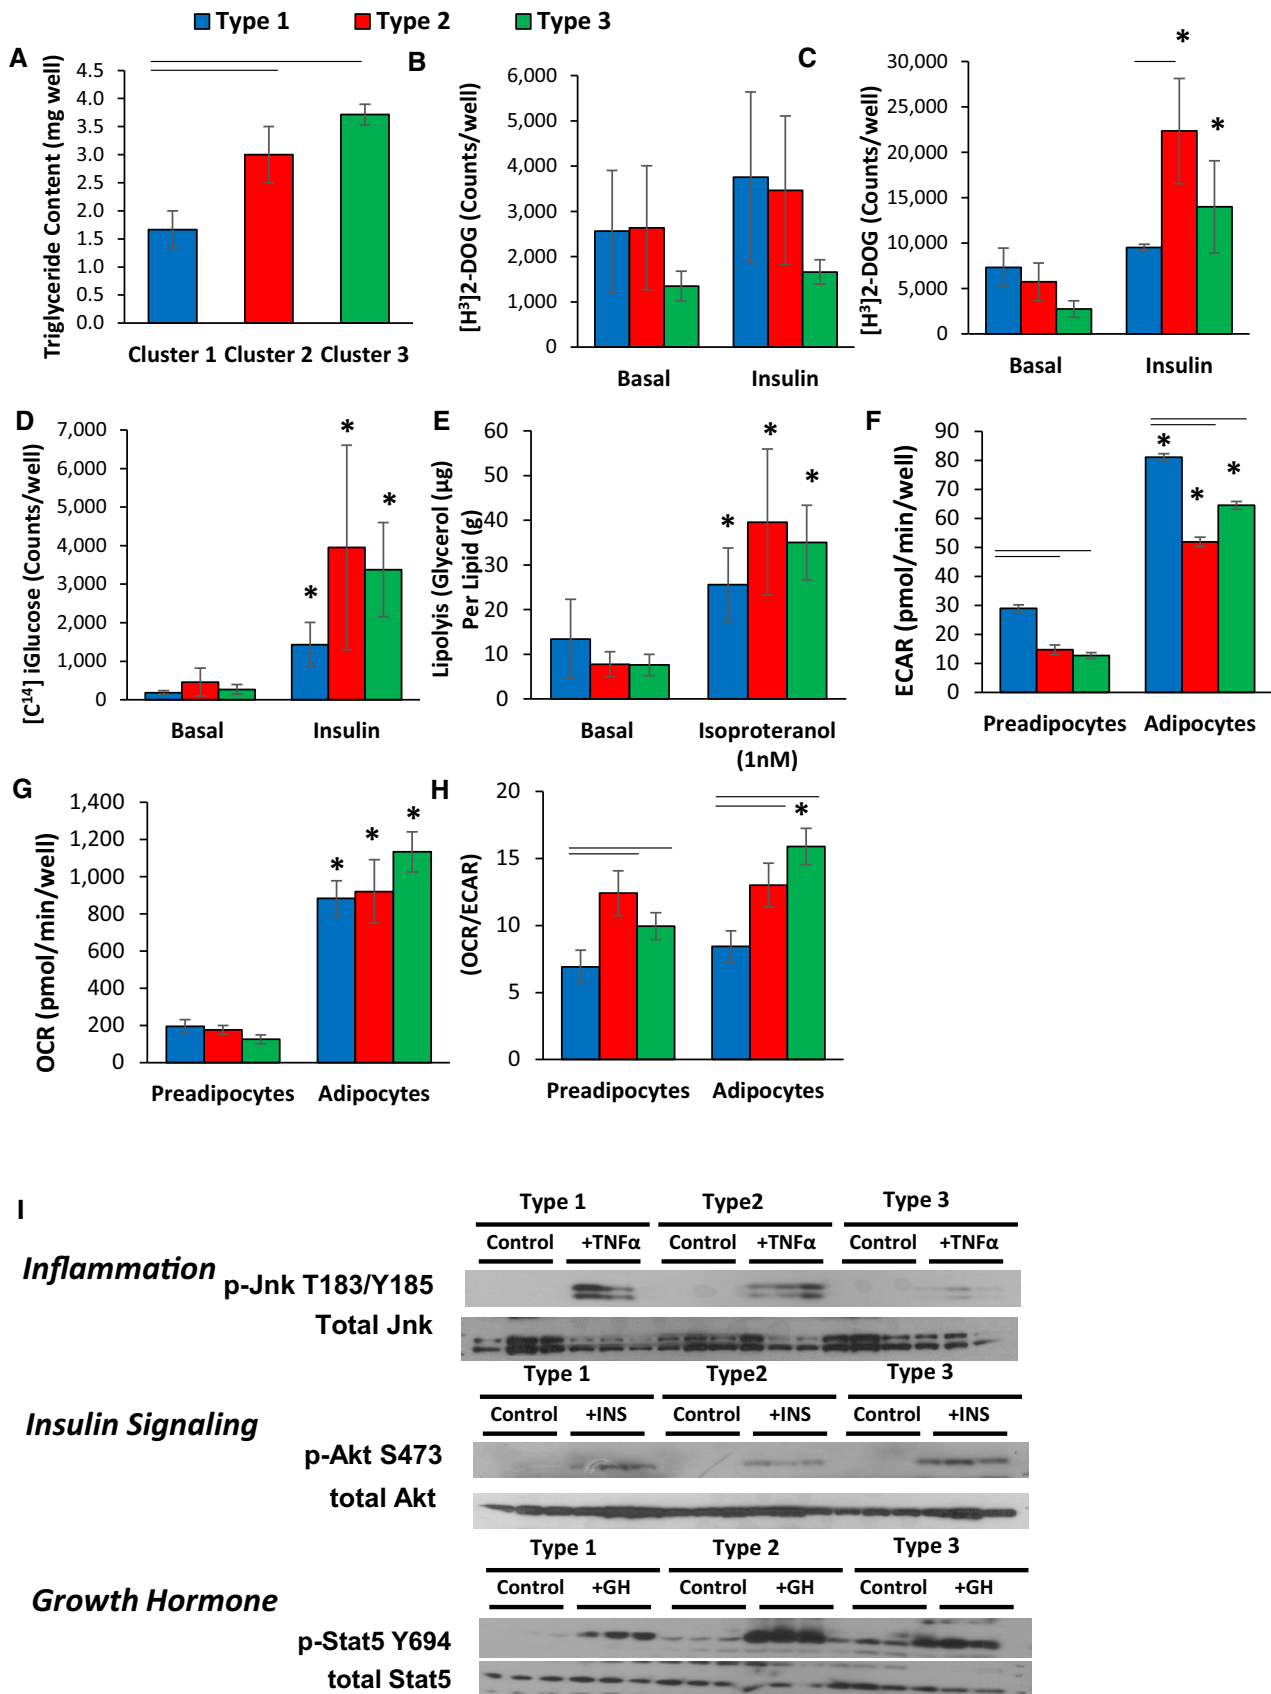 Type 1 Type 2 Type 3
A
Triglyceride Content (mg well)
4.5
4.0
3.5
3.0
2.5
2.0
1.5
1.0
0.5
0.0
Cluster 1 Cluster 2 Cluster 3
B
[H³]2-DOG (Counts/well)
6,000
5,000
4,000
3,000
2,000
1,000
0
Basal Insulin
C
[H³]2-DOG (Counts/well)
30,000
25,000
20,000
15,000
10,000
5,000
0
*
*
Basal Insulin
D
[C¹⁴] iGlucose (Counts/well)
7,000
6,000
5,000
4,000
3,000
2,000
1,000
0
*
*
*
Basal Insulin
E
Lipolyis (Glycerol (µg)
Per Lipid (g)
60
50
40
30
20
10
0
*
*
*
Basal Isoproteranol
(1nM)
F
ECAR (pmol/min/well)
90
80
70
60
50
40
30
20
10
0
*
*
*
Preadipocytes Adipocytes
G
OCR (pmol/min/well)
1,400
1,200
1,000
800
600
400
200
0
*
*
*
Preadipocytes Adipocytes
H
(OCR/ECAR)
20
15
10
5
0
*
Preadipocytes Adipocytes
I
Type 1 Type2 Type 3
Control +TNFα Control +TNFα Control +TNFα
Inflammation
p-Jnk T183/Y185
Total Jnk
Type 1 Type2 Type 3
Control +INS Control +INS Control +INS
Insulin Signaling
p-Akt S473
total Akt
Type 1 Type 2 Type 3
Control +GH Control +GH Control +GH
Growth Hormone
p-Stat5 Y694
total Stat5